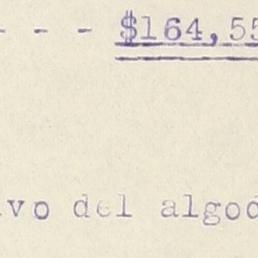 - - - $164,55
vo del algod